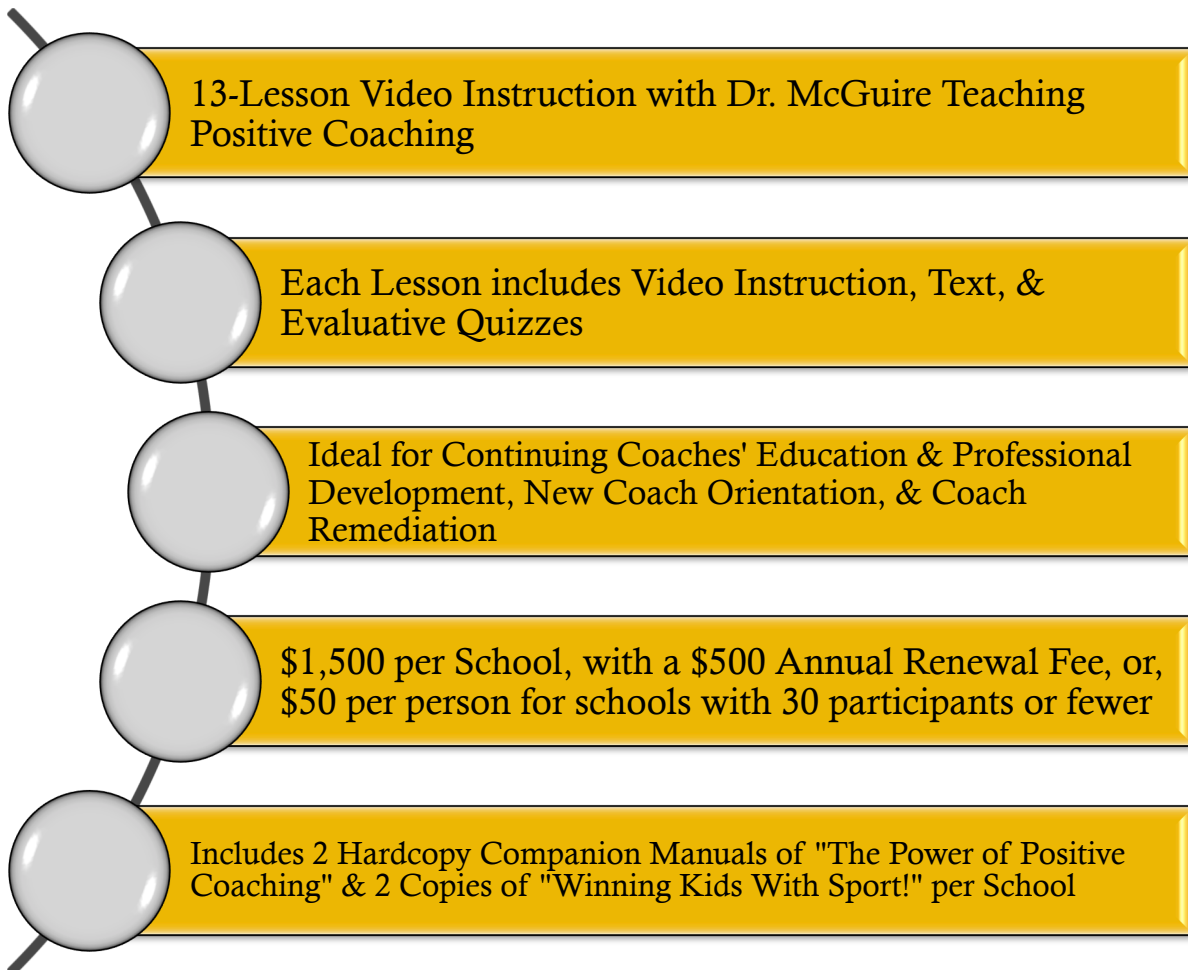 13-Lesson Video Instruction with Dr. McGuire Teaching
Positive Coaching
Each Lesson includes Video Instruction, Text, &
Evaluative Quizzes
Ideal for Continuing Coaches' Education & Professional
Development, New Coach Orientation, & Coach
Remediation
$1,500 per School, with a $500 Annual Renewal Fee, or,
$50 per person for schools with 30 participants or fewer
Includes 2 Hardcopy Companion Manuals of "The Power of Positive
Coaching" & 2 Copies of "Winning Kids With Sport!" per School